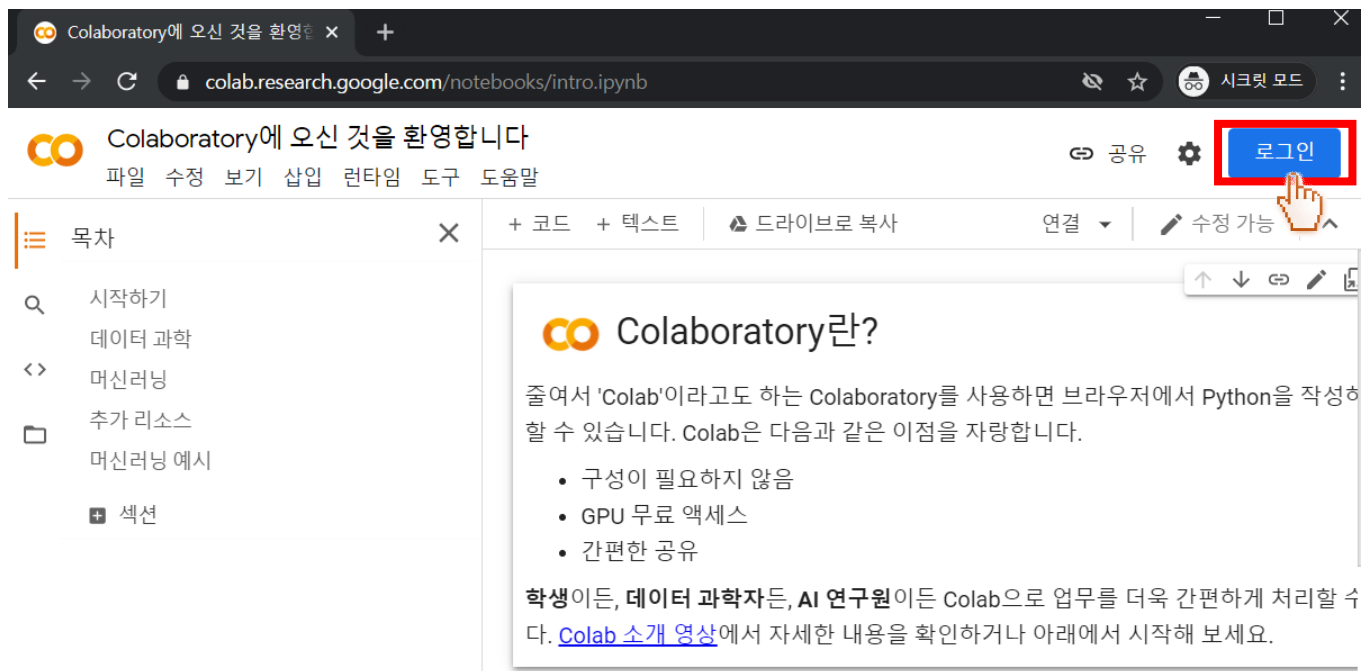 Colaboratory에 오신 것을 환영합
colab.research.google.com/notebooks/intro.ipynb
시크릿 모드
Colaboratory에 오신 것을 환영합니다
공유
로그인
파일 수정 보기 삽입 런타임 도구 도움말
목차
+ 코드 + 텍스트 드라이브로 복사 연결 수정 가능
시작하기
데이터 과학
머신러닝
추가 리소스
머신러닝 예시
섹션
CO Colaboratory란?
줄여서 'Colab'이라고도 하는 Colaboratory를 사용하면 브라우저에서 Python을 작성하
할 수 있습니다. Colab은 다음과 같은 이점을 자랑합니다.
• 구성이 필요하지 않음
• GPU 무료 액세스
• 간편한 공유
학생이든, 데이터 과학자든, AI 연구원이든 Colab으로 업무를 더욱 간편하게 처리할 수
다. Colab 소개 영상에서 자세한 내용을 확인하거나 아래에서 시작해 보세요.